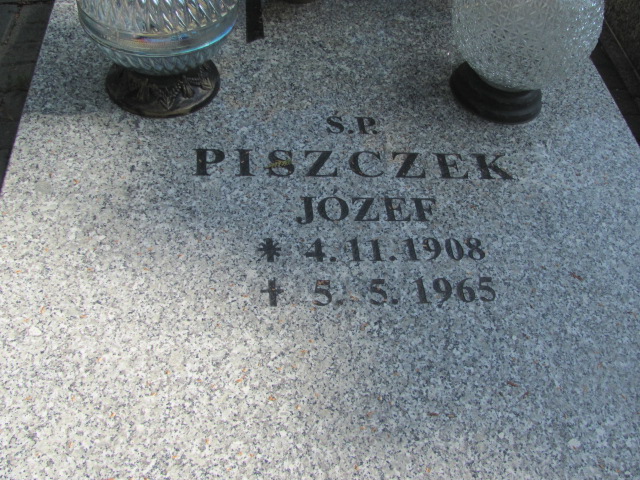 Ś.P.
PISZCZEK
JÓZEF
* 4.11.1908
† 5. 5. 1965